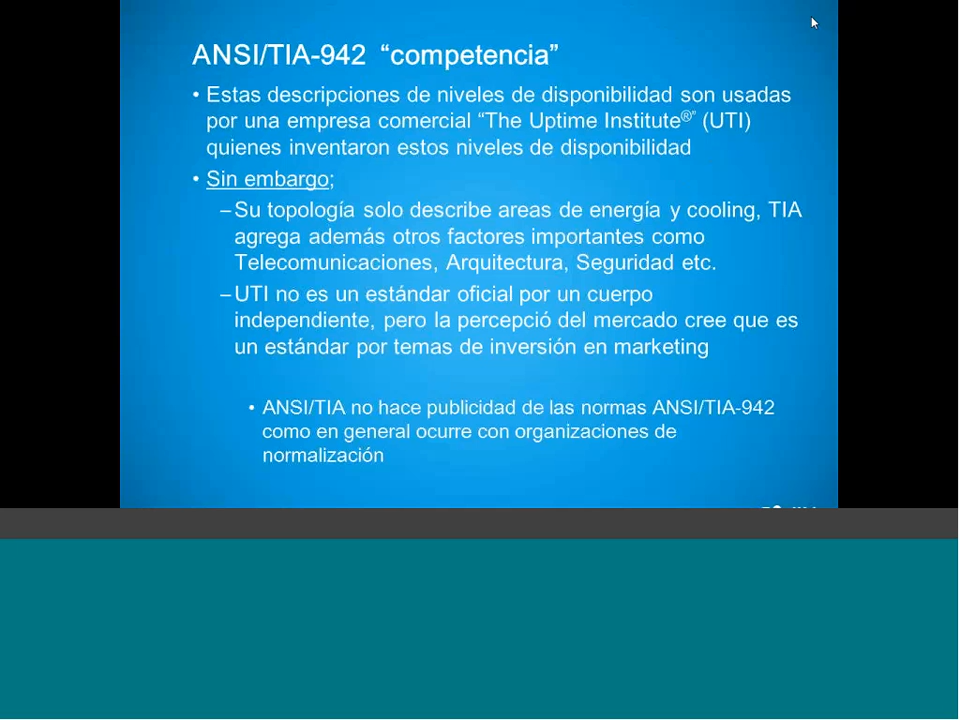 ANSI/TIA-942 “competencia”
• Estas descripciones de niveles de disponibilidad son usadas
por una empresa comercial “The Uptime Institute®” (UTI)
quienes inventaron estos niveles de disponibilidad
• Sin embargo;
–Su topología solo describe areas de energía y cooling, TIA
agrega además otros factores importantes como
Telecomunicaciones, Arquitectura, Seguridad etc.
–UTI no es un estándar oficial por un cuerpo
independiente, pero la percepció del mercado cree que es
un estándar por temas de inversión en marketing
• ANSI/TIA no hace publicidad de las normas ANSI/TIA-942
como en general ocurre con organizaciones de
normalización